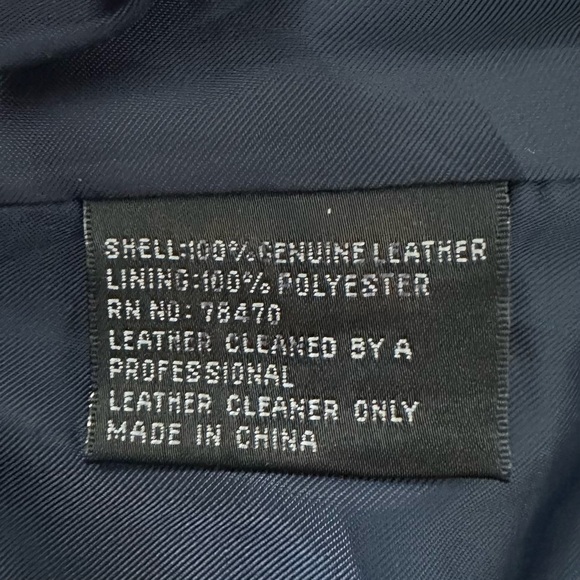 SHELL:100% GENUINE LEATHER
LINING:100% POLYESTER
RN NO: 78470
LEATHER CLEANED BY A
PROFESSIONAL
LEATHER CLEANER ONLY
MADE IN CHINA